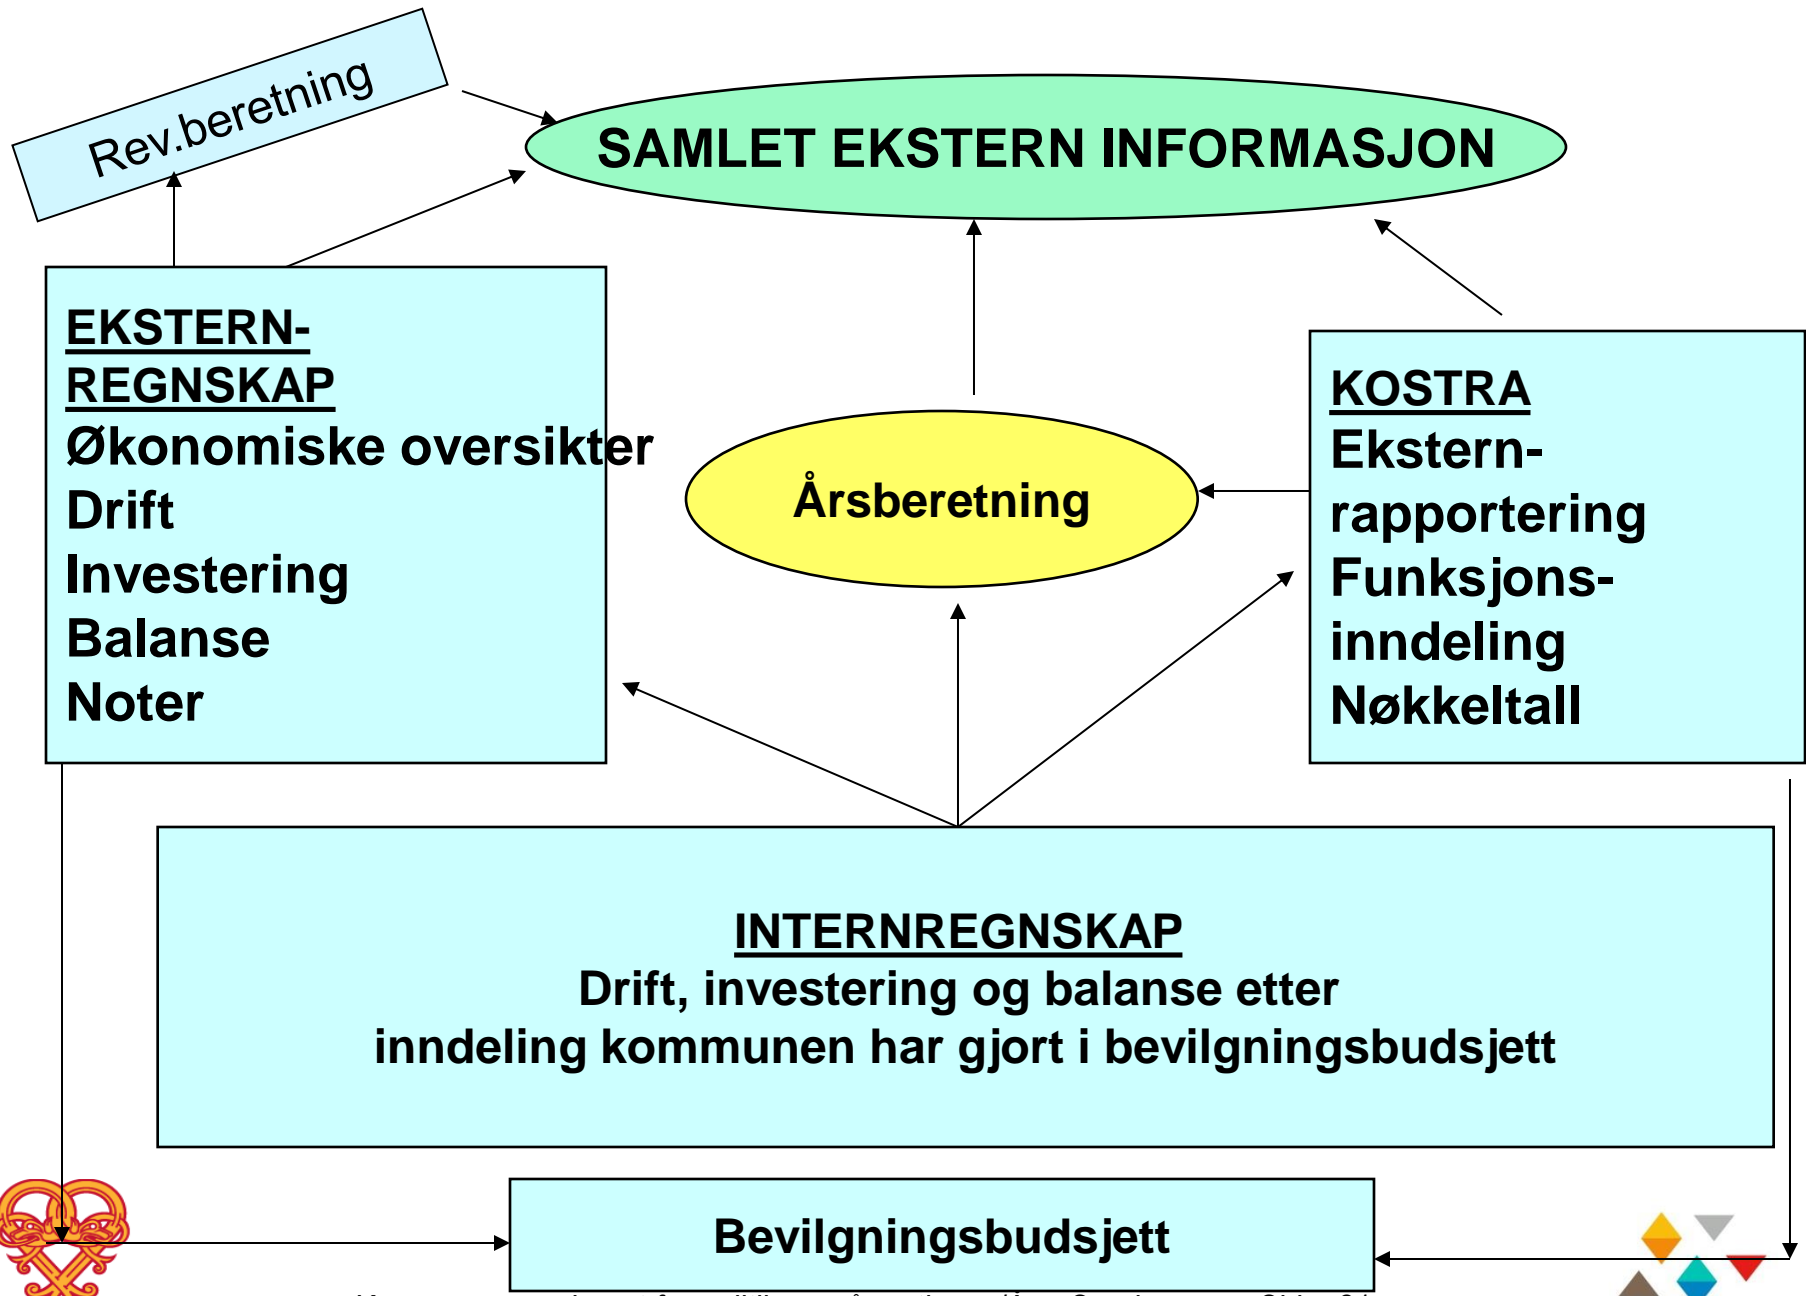 Rev.beretning
SAMLET EKSTERN INFORMASJON
EKSTERN-
REGNSKAP
Økonomiske oversikter
Drift
Investering
Balanse
Noter
Årsberetning
KOSTRA
Ekstern-
rapportering
Funksjons-
inndeling
Nøkkeltall
INTERNREGNSKAP
Drift, investering og balanse etter
inndeling kommunen har gjort i bevilgningsbudsjett
Bevilgningsbudsjett